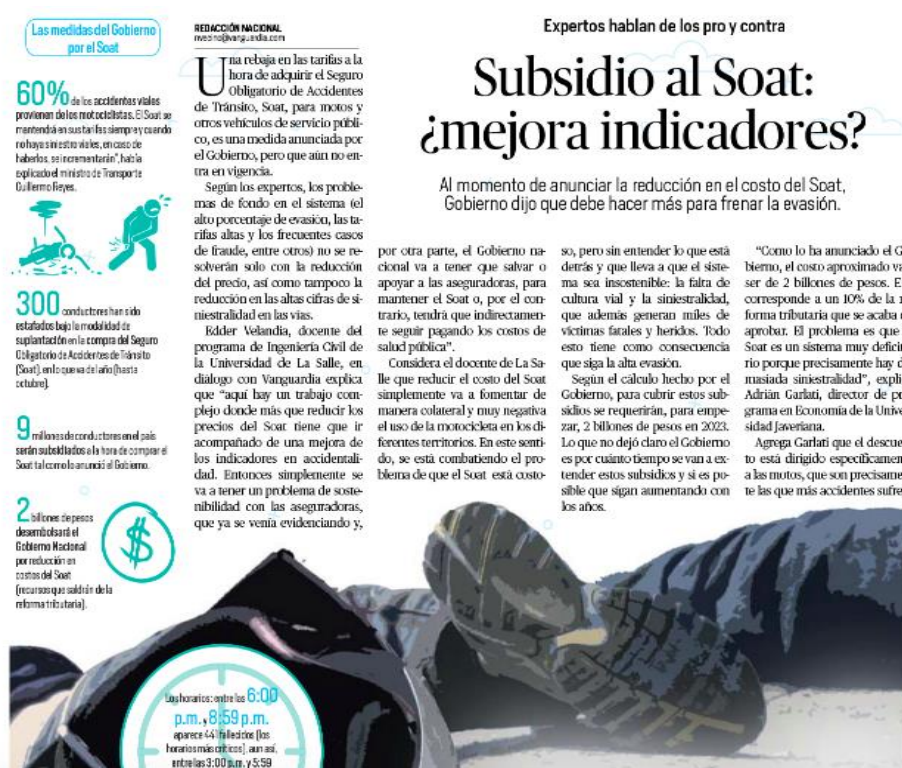 Las medidas del Gobierno
por el Soat
60% de los accidentes viales
provienen de los motociclistas. El Soat se
mantendrá en sus tarifas siempre y cuando
no haya siniestro viales, en caso de
haberlos, se incrementarán", había
explicado el ministro de Transporte
Guillermo Reyes.
300 conductores han sido
estafados bajo la modalidad de
suplantación en la compra del Seguro
Obligatorio de Accidentes de Tránsito
(Soat), en lo que va del año (hasta
octubre).
9 millones de conductores en el país
serán subsidiados a la hora de comprar el
Soat tal como lo anunció el Gobierno.
2 billones de pesos
desembolsará el
Gobierno Nacional
por reducción en
costos del Soat
(recursos que saldrán de la
reforma tributaria).
$
REDACCIÓN NACIONAL
nvecino@vanguardia.com
Una rebaja en las tarifas a la
hora de adquirir el Seguro
Obligatorio de Accidentes
de Tránsito, Soat, para motos y
otros vehículos de servicio públi-
co, es una medida anunciada por
el Gobierno, pero que aún no en-
tra en vigencia.
Según los expertos, los proble-
mas de fondo en el sistema (el
alto porcentaje de evasión, las ta-
rifas altas y los frecuentes casos
de fraude, entre otros) no se re-
solverán solo con la reducción
del precio, así como tampoco la
reducción en las altas cifras de si-
niestralidad en las vías.
Edder Velandia, docente del
programa de Ingeniería Civil de
la Universidad de La Salle, en
diálogo con Vanguardia explica
que "aquí hay un trabajo com-
plejo donde más que reducir los
precios del Soat tiene que ir
acompañado de una mejora de
los indicadores en accidentali-
dad. Entonces simplemente se
va a tener un problema de soste-
nibilidad con las aseguradoras,
que ya se venía evidenciando y,
Expertos hablan de los pro y contra
Subsidio al Soat:
¿mejora indicadores?
Al momento de anunciar la reducción en el costo del Soat,
Gobierno dijo que debe hacer más para frenar la evasión.
por otra parte, el Gobierno na-
cional va a tener que salvar o
apoyar a las aseguradoras, para
mantener el Soat o, por el con-
trario, tendrá que indirectamen-
te seguir pagando los costos de
salud pública".
Considera el docente de La Sa-
lle que reducir el costo del Soat
simplemente va a fomentar de
manera colateral y muy negativa
el uso de la motocicleta en los di-
ferentes territorios. En este senti-
do, se está combatiendo el pro-
blema de que el Soat está costo-
so, pero sin entender lo que está
detrás y que lleva a que el siste-
ma sea insostenible: la falta de
cultura vial y la siniestralidad,
que además generan miles de
víctimas fatales y heridos. Todo
esto tiene como consecuencia
que siga la alta evasión.
Según el cálculo hecho por el
Gobierno, para cubrir estos sub-
sidios se requerirán, para empe-
zar, 2 billones de pesos en 2023.
Lo que no dejó claro el Gobierno
es por cuánto tiempo se van a ex-
tender estos subsidios y si es po-
sible que sigan aumentando con
los años.
"Como lo ha anunciado el G
bierno, el costo aproximado va
ser de 2 billones de pesos. E
corresponde a un 10% de la r
forma tributaria que se acaba d
aprobar. El problema es que
Soat es un sistema muy deficit
rio porque precisamente hay d
masiada siniestralidad", expli
Adrián Garlati, director de pr
grama en Economía de la Unive
sidad Javeriana.
Agrega Garlati que el descue
to está dirigido específicamen
a las motos, que son precisame
te las que más accidentes sufre
Los horarios: entre las 6:00
p.m. y 8:59 p.m.
aparece 441 fallecidos (los
horarios más críticos), aun así,
entre las 3:00 p.m. y 5:59